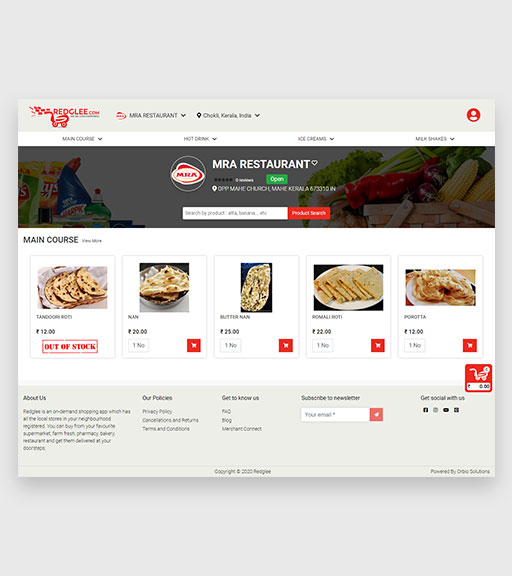 REDGLEE.COM
MRA RESTAURANT
Chokli, Kerala, India
MAIN COURSE
HOT DRINK
ICE CREAMS
MILK SHAKES
MRA
MRA RESTAURANT
0 reviews
Open
OPP MAHE CHURCH, MAHE KERALA 673310 IN
Search by product : atta, banana... etc
Product Search
MAIN COURSE
View More
TANDOORI ROTI
₹ 12.00
OUT OF STOCK
NAN
₹ 20.00
1 No
BUTTER NAN
₹ 25.00
1 No
ROMALI ROTI
₹ 22.00
1 No
POROTTA
₹ 12.00
1 No
₹ 0.00
About Us
Redglee is an on-demand shopping app which has
all the local stores in your neighbourhood
registered. You can buy from your favourite
supermarket, farm fresh, pharmacy, bakery,
restaurant and get them delivered at your
doorsteps.
Our Policies
Privacy Policy
Cancellations and Returns
Terms and Conditions
Get to know us
FAQ
Blog
Merchant Connect
Subscribe to newsletter
Your email *
Get social with us
Copyright © 2020 Redglee
Powered By Orbio Solutions